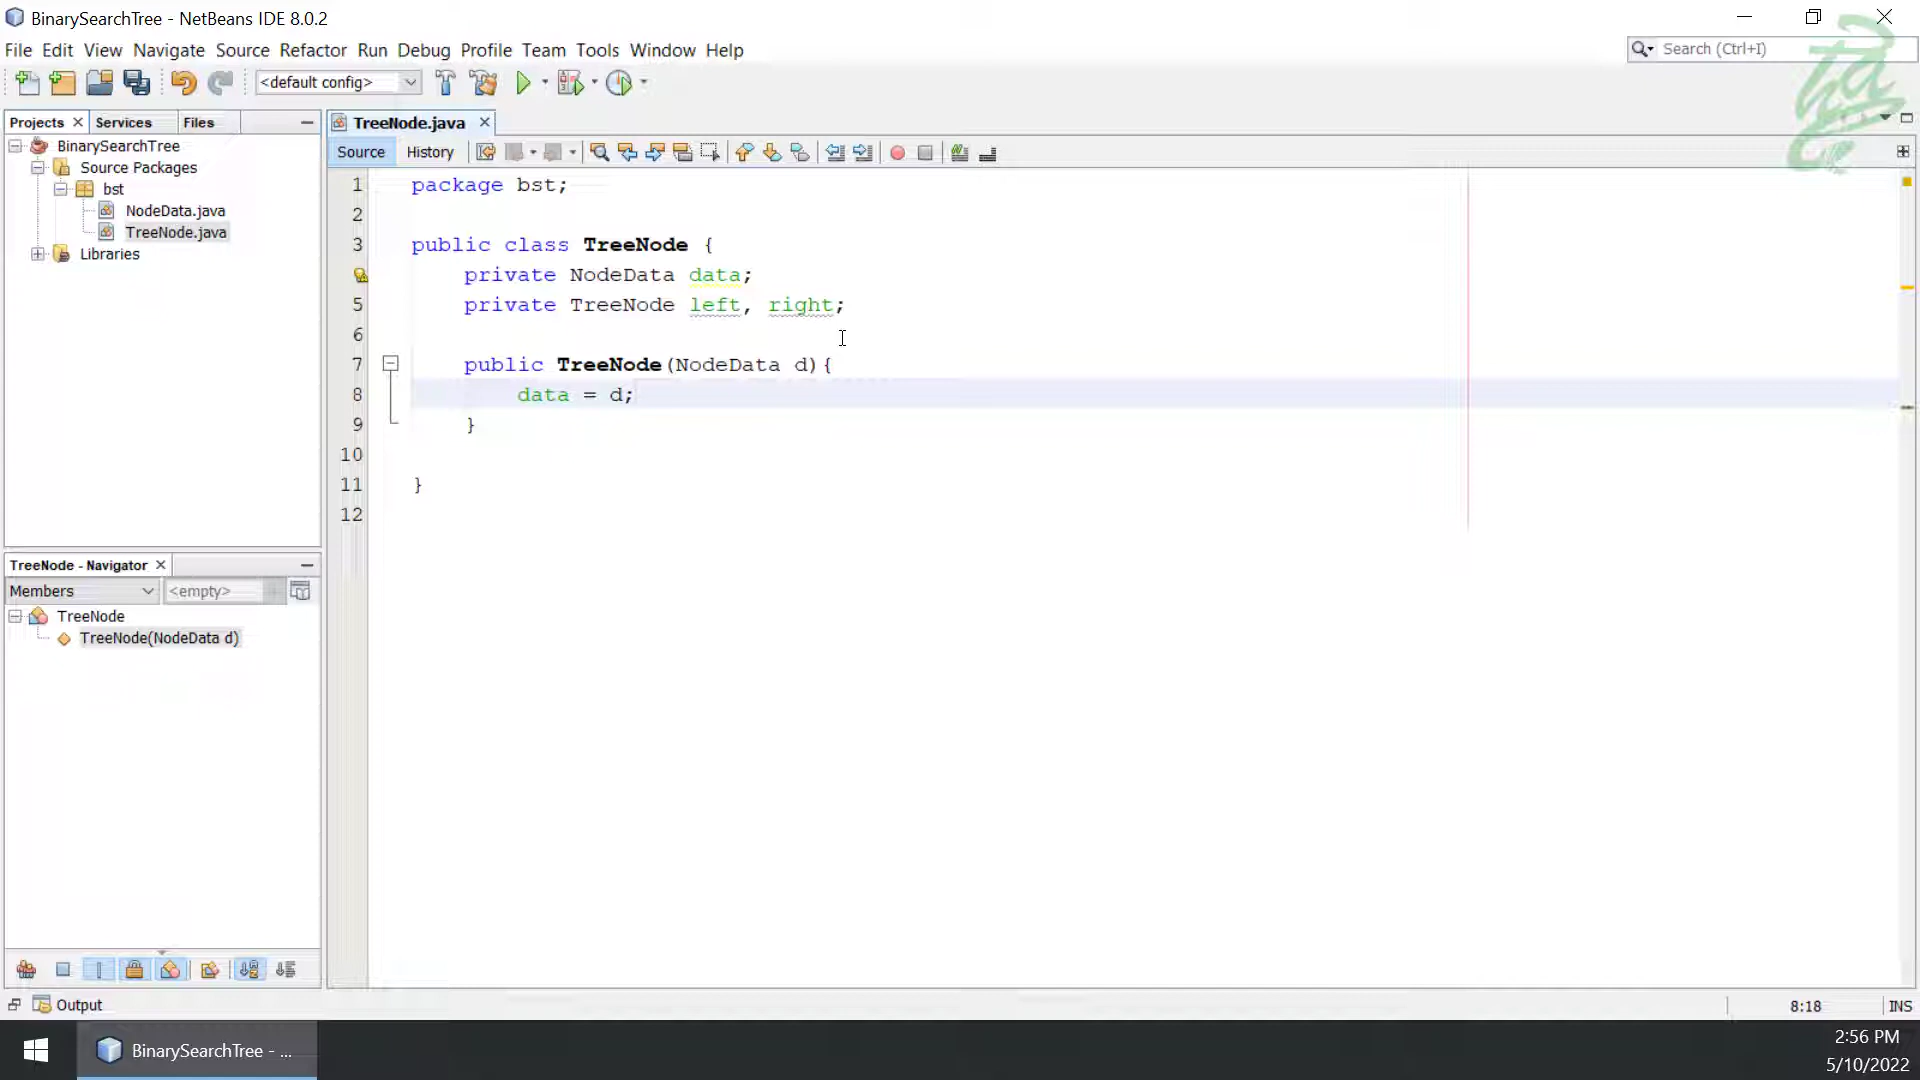 BinarySearchTree - NetBeans IDE 8.0.2
File Edit View Navigate Source Refactor Run Debug Profile Team Tools Window Help
Search (Ctrl+I)
<default config>
Projects Services Files
TreeNode.java
BinarySearchTree
Source Packages
bst
NodeData.java
TreeNode.java
Libraries
Source History
1 package bst;
2
3 public class TreeNode {
private NodeData data;
5 private TreeNode left, right;
6
7 public TreeNode(NodeData d){
8 data = d;
9 }
10
11 }
12
TreeNode - Navigator
Members <empty>
TreeNode
TreeNode(NodeData d)
Output
8:18 INS
BinarySearchTree - ...
2:56 PM
5/10/2022